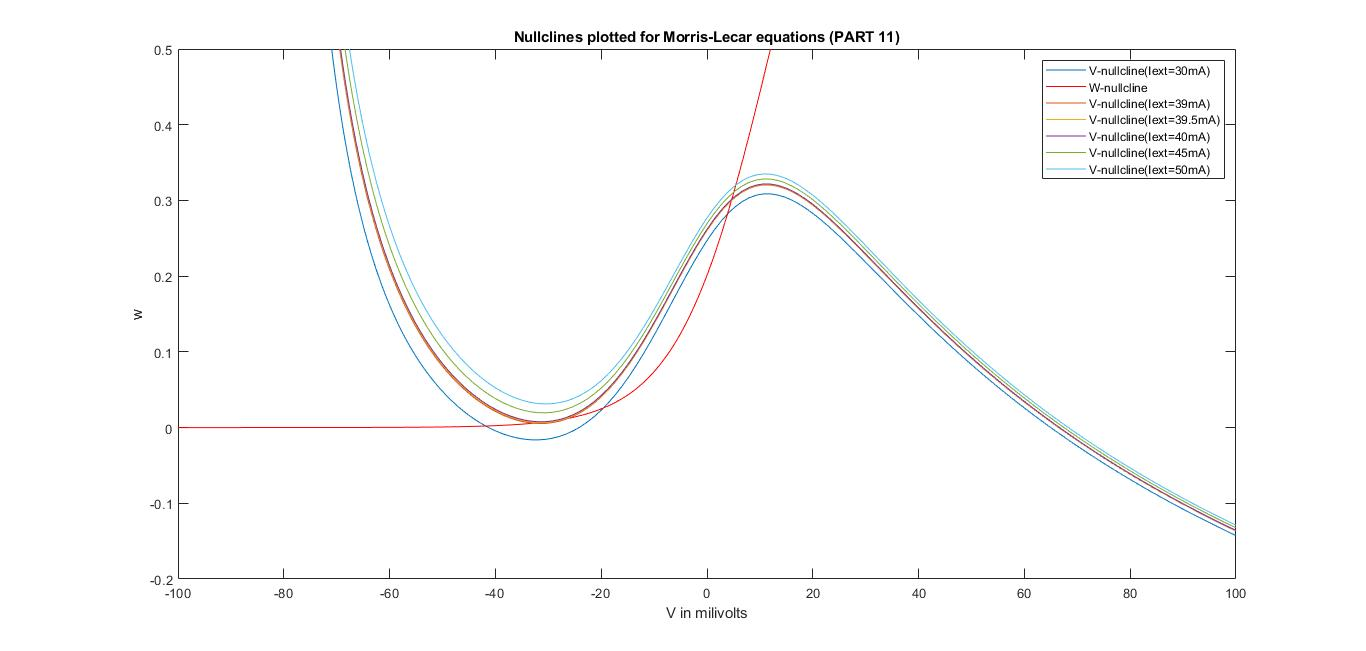 Nullclines plotted for Morris-Lecar equations (PART 11)
0.5
0.4
0.3
0.2
0.1
0
-0.1
-0.2
w
V-nullcline(Iext=30mA)
W-nullcline
V-nullcline(Iext=39mA)
V-nullcline(Iext=39.5mA)
V-nullcline(Iext=40mA)
V-nullcline(Iext=45mA)
V-nullcline(Iext=50mA)
-100 -80 -60 -40 -20 0 20 40 60 80 100
V in milivolts